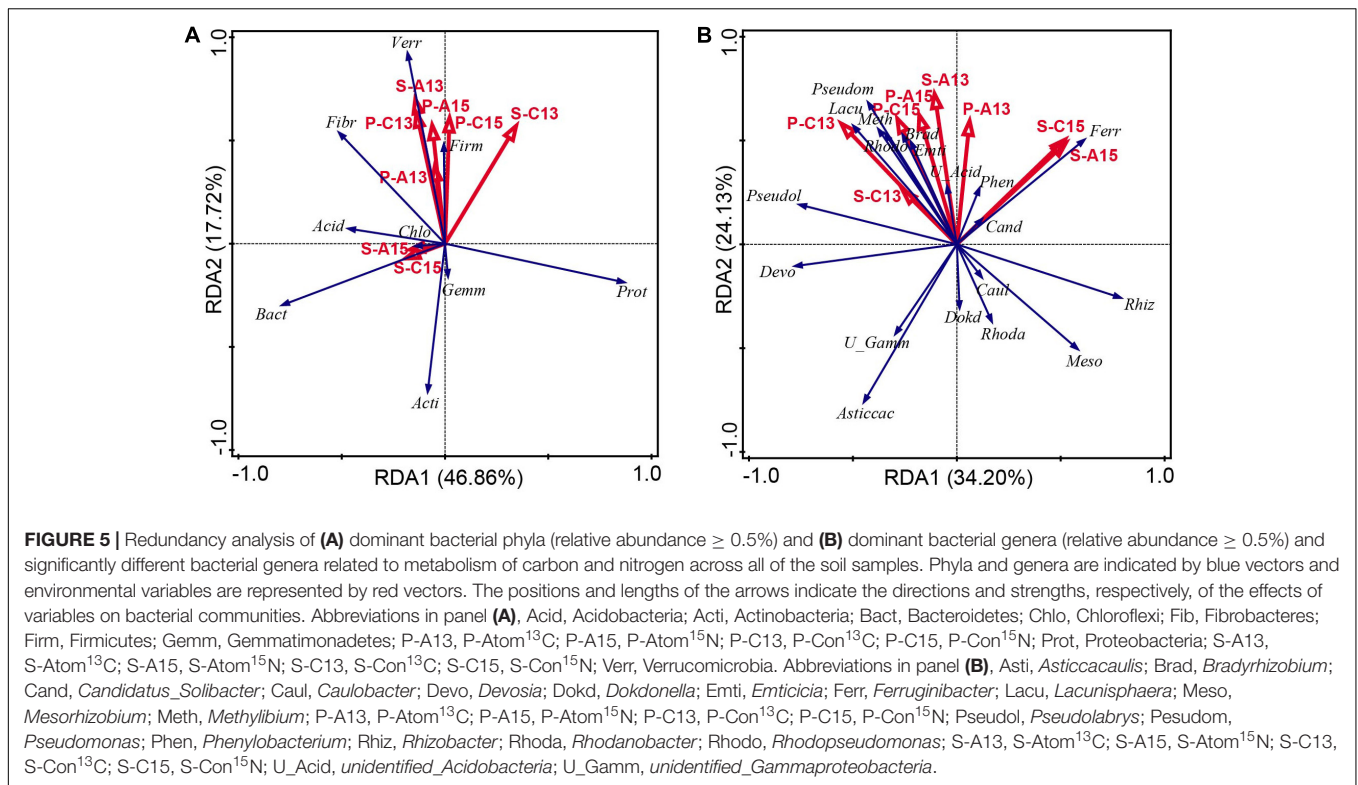 A
1.0
Verr
S-A13
P-A15
P-C13
P-C15
S-C13
Fibr
Firm
P-A13
Acid
Chlo
S-A15
S-C15
Gemm
Prot
Bact
Acti
RDA2 (17.72%)
-1.0
-1.0
RDA1 (46.86%)
1.0
B
1.0
S-A13
Pseudom
P-A15
Lacu
P-C15
P-A13
P-C13
Meth
Brad
S-C15
Ferr
Rhodo
Emti
S-A15
U_Acid
Phen
S-C13
Pseudol
Cand
Devo
Caul
Rhiz
Dokd
Rhoda
U_Gamm
Meso
Asticcac
RDA2 (24.13%)
-1.0
-1.0
RDA1 (34.20%)
1.0
FIGURE 5 | Redundancy analysis of (A) dominant bacterial phyla (relative abundance ≥ 0.5%) and (B) dominant bacterial genera (relative abundance ≥ 0.5%) and
significantly different bacterial genera related to metabolism of carbon and nitrogen across all of the soil samples. Phyla and genera are indicated by blue vectors and
environmental variables are represented by red vectors. The positions and lengths of the arrows indicate the directions and strengths, respectively, of the effects of
variables on bacterial communities. Abbreviations in panel (A), Acid, Acidobacteria; Acti, Actinobacteria; Bact, Bacteroidetes; Chlo, Chloroflexi; Fib, Fibrobacteres;
Firm, Firmicutes; Gemm, Gemmatimonadetes; P-A13, P-Atom¹³C; P-A15, P-Atom¹⁵N; P-C13, P-Con¹³C; P-C15, P-Con¹⁵N; Prot, Proteobacteria; S-A13,
S-Atom¹³C; S-A15, S-Atom¹⁵N; S-C13, S-Con¹³C; S-C15, S-Con¹⁵N; Verr, Verrucomicrobia. Abbreviations in panel (B), Asti, Asticcacaulis; Brad, Bradyrhizobium;
Cand, Candidatus_Solibacter; Caul, Caulobacter; Devo, Devosia; Dokd, Dokdonella; Emti, Emticicia; Ferr, Ferruginibacter; Lacu, Lacunisphaera; Meso,
Mesorhizobium; Meth, Methylibium; P-A13, P-Atom¹³C; P-A15, P-Atom¹⁵N; P-C13, P-Con¹³C; P-C15, P-Con¹⁵N; Pseudol, Pseudolabrys; Pesudom,
Pseudomonas; Phen, Phenylobacterium; Rhiz, Rhizobacter; Rhoda, Rhodanobacter; Rhodo, Rhodopseudomonas; S-A13, S-Atom¹³C; S-A15, S-Atom¹⁵N; S-C13,
S-Con¹³C; S-C15, S-Con¹⁵N; U_Acid, unidentified_Acidobacteria; U_Gamm, unidentified_Gammaproteobacteria.